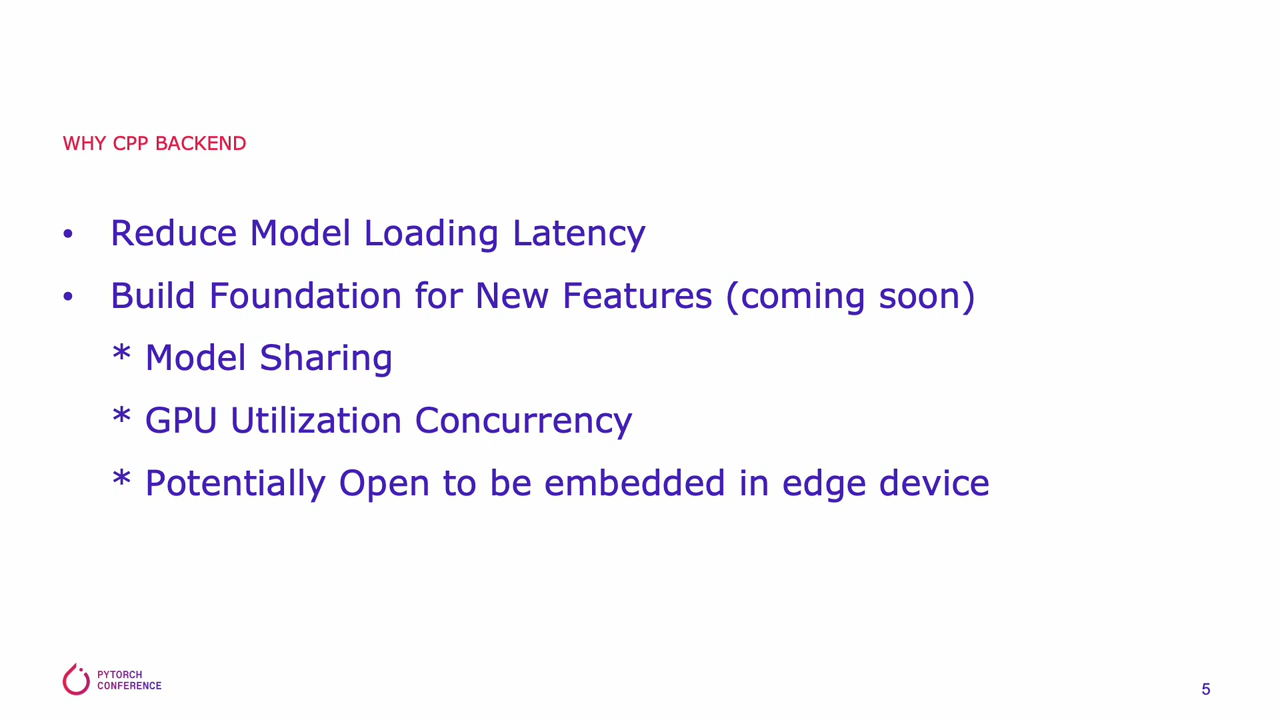 WHY CPP BACKEND
• Reduce Model Loading Latency
• Build Foundation for New Features (coming soon)
* Model Sharing
* GPU Utilization Concurrency
* Potentially Open to be embedded in edge device
PYTORCH
CONFERENCE
5